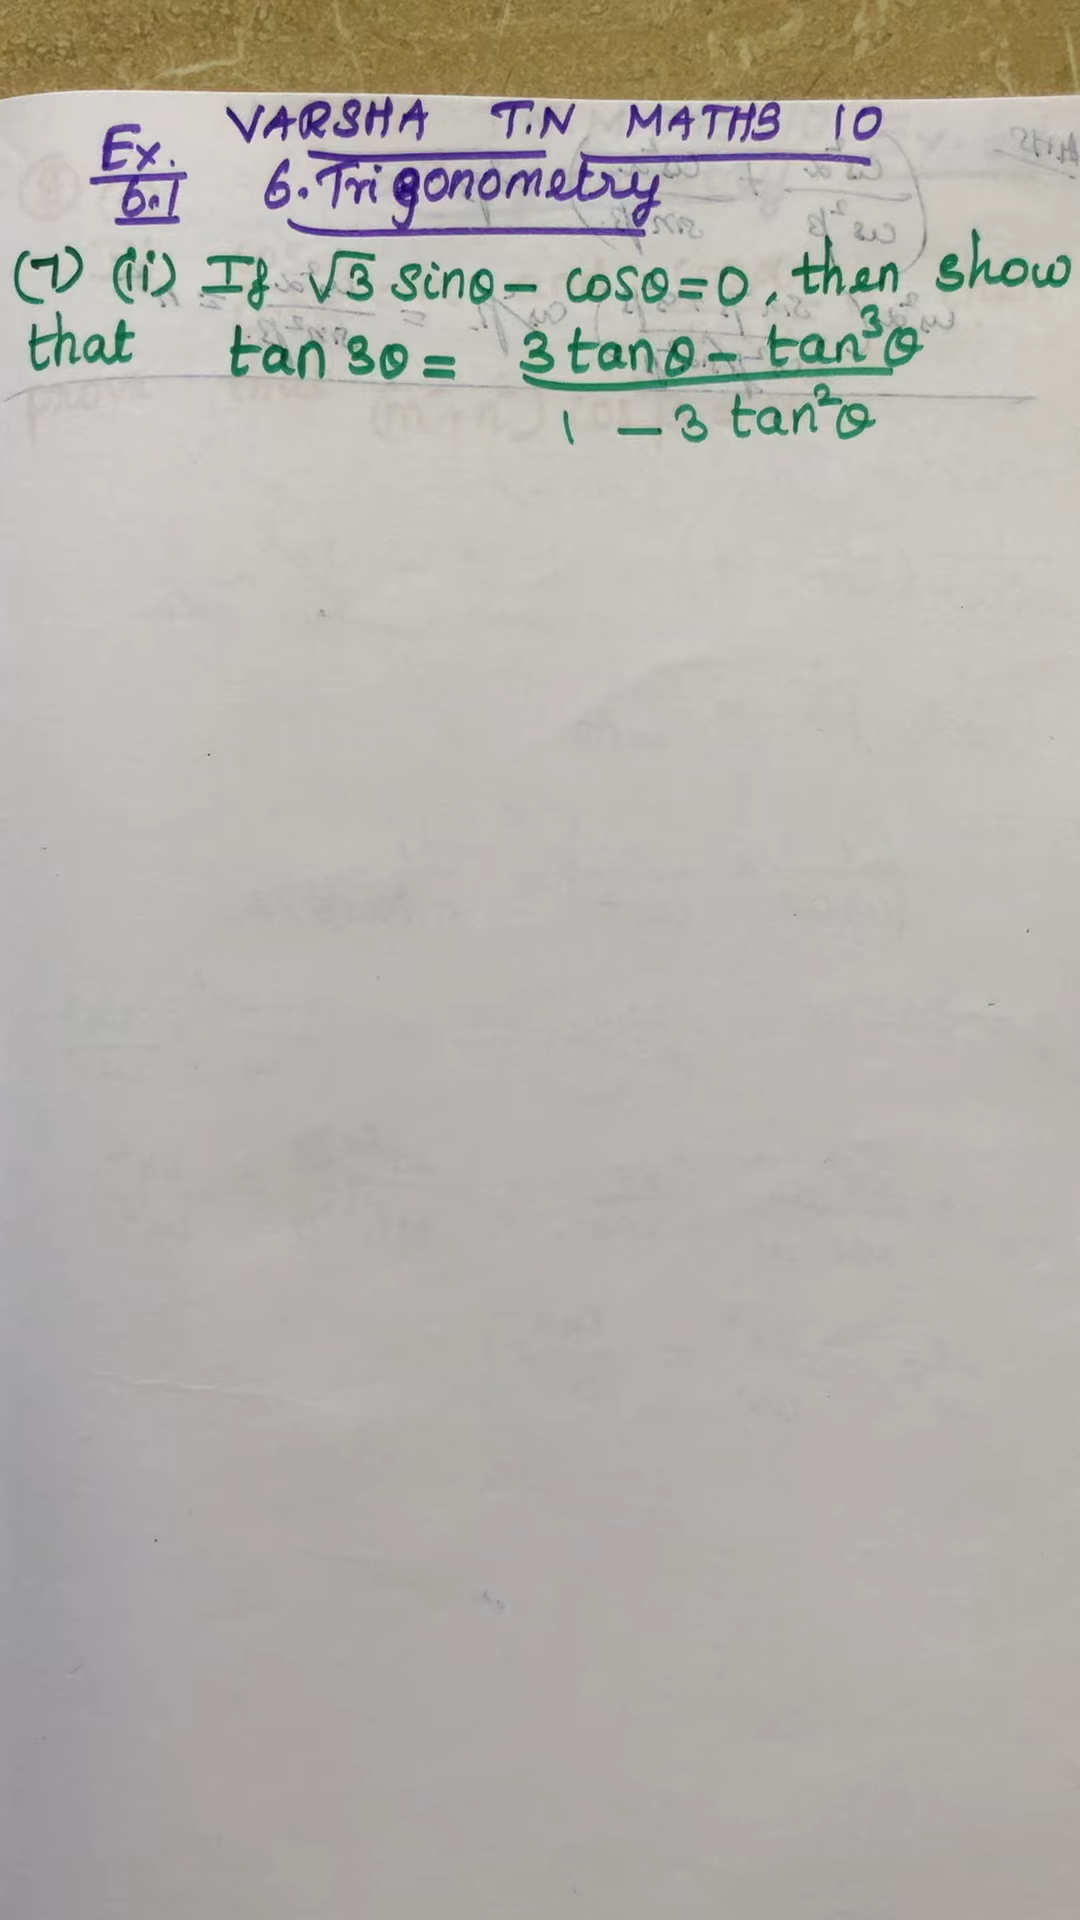 VARSHA T.N MATHS 10
Ex. 6.1 6. Trigonometry
(7) (ii) If √3 sinθ - cosθ = 0, then show
that tan 3θ = 3 tanθ - tan³θ
1 - 3 tan²θ